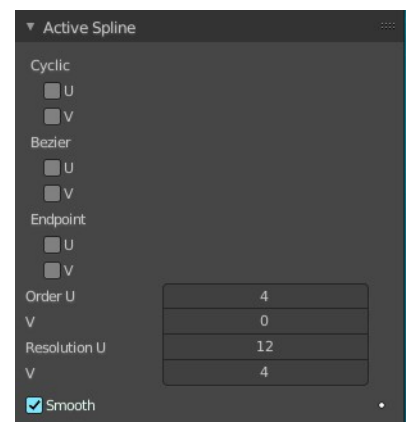 Active Spline
Cyclic
U
V
Bezier
U
V
Endpoint
U
V
Order U 4
V 0
Resolution U 12
V 4
Smooth